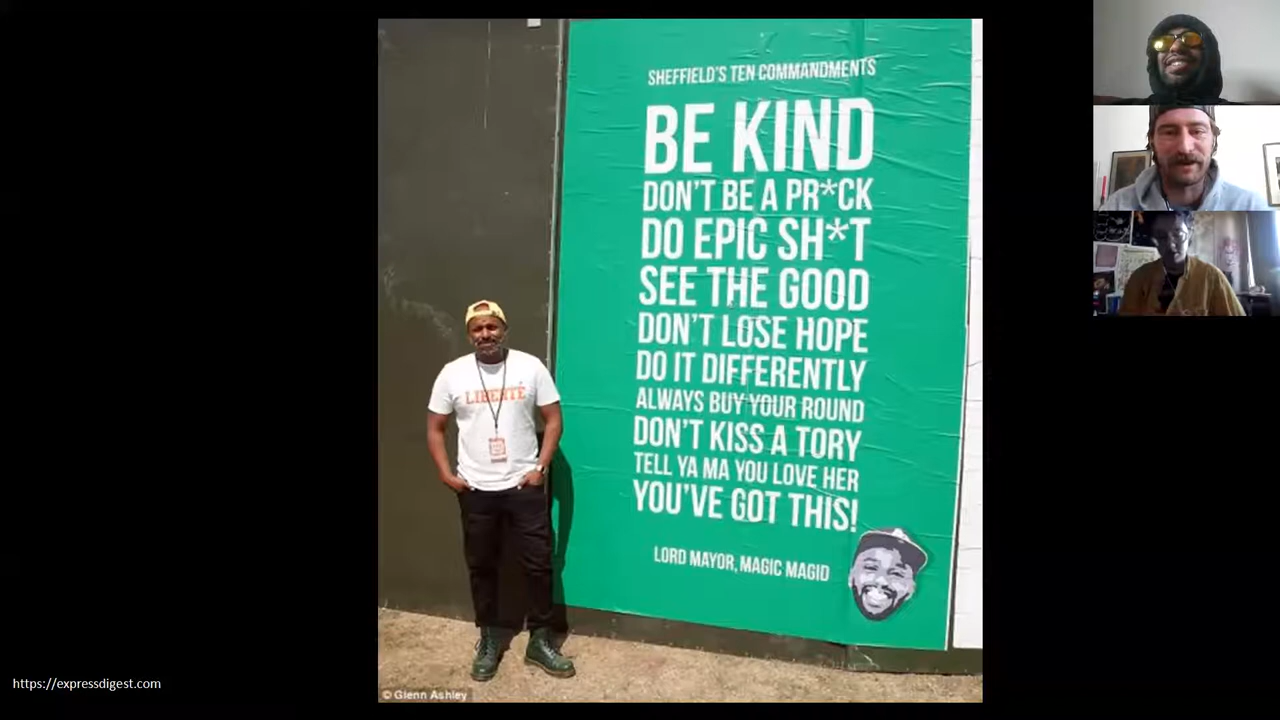 SHEFFIELD'S TEN COMMANDMENTS
BE KIND
DON'T BE A PR*CK
DO EPIC SH*T
SEE THE GOOD
DON'T LOSE HOPE
DO IT DIFFERENTLY
ALWAYS BUY YOUR ROUND
DON'T KISS A TORY
TELL YA MA YOU LOVE HER
YOU'VE GOT THIS!
LORD MAYOR, MAGIC MAGID
LIBERTÉ
© Glenn Ashley
https://expressdigest.com